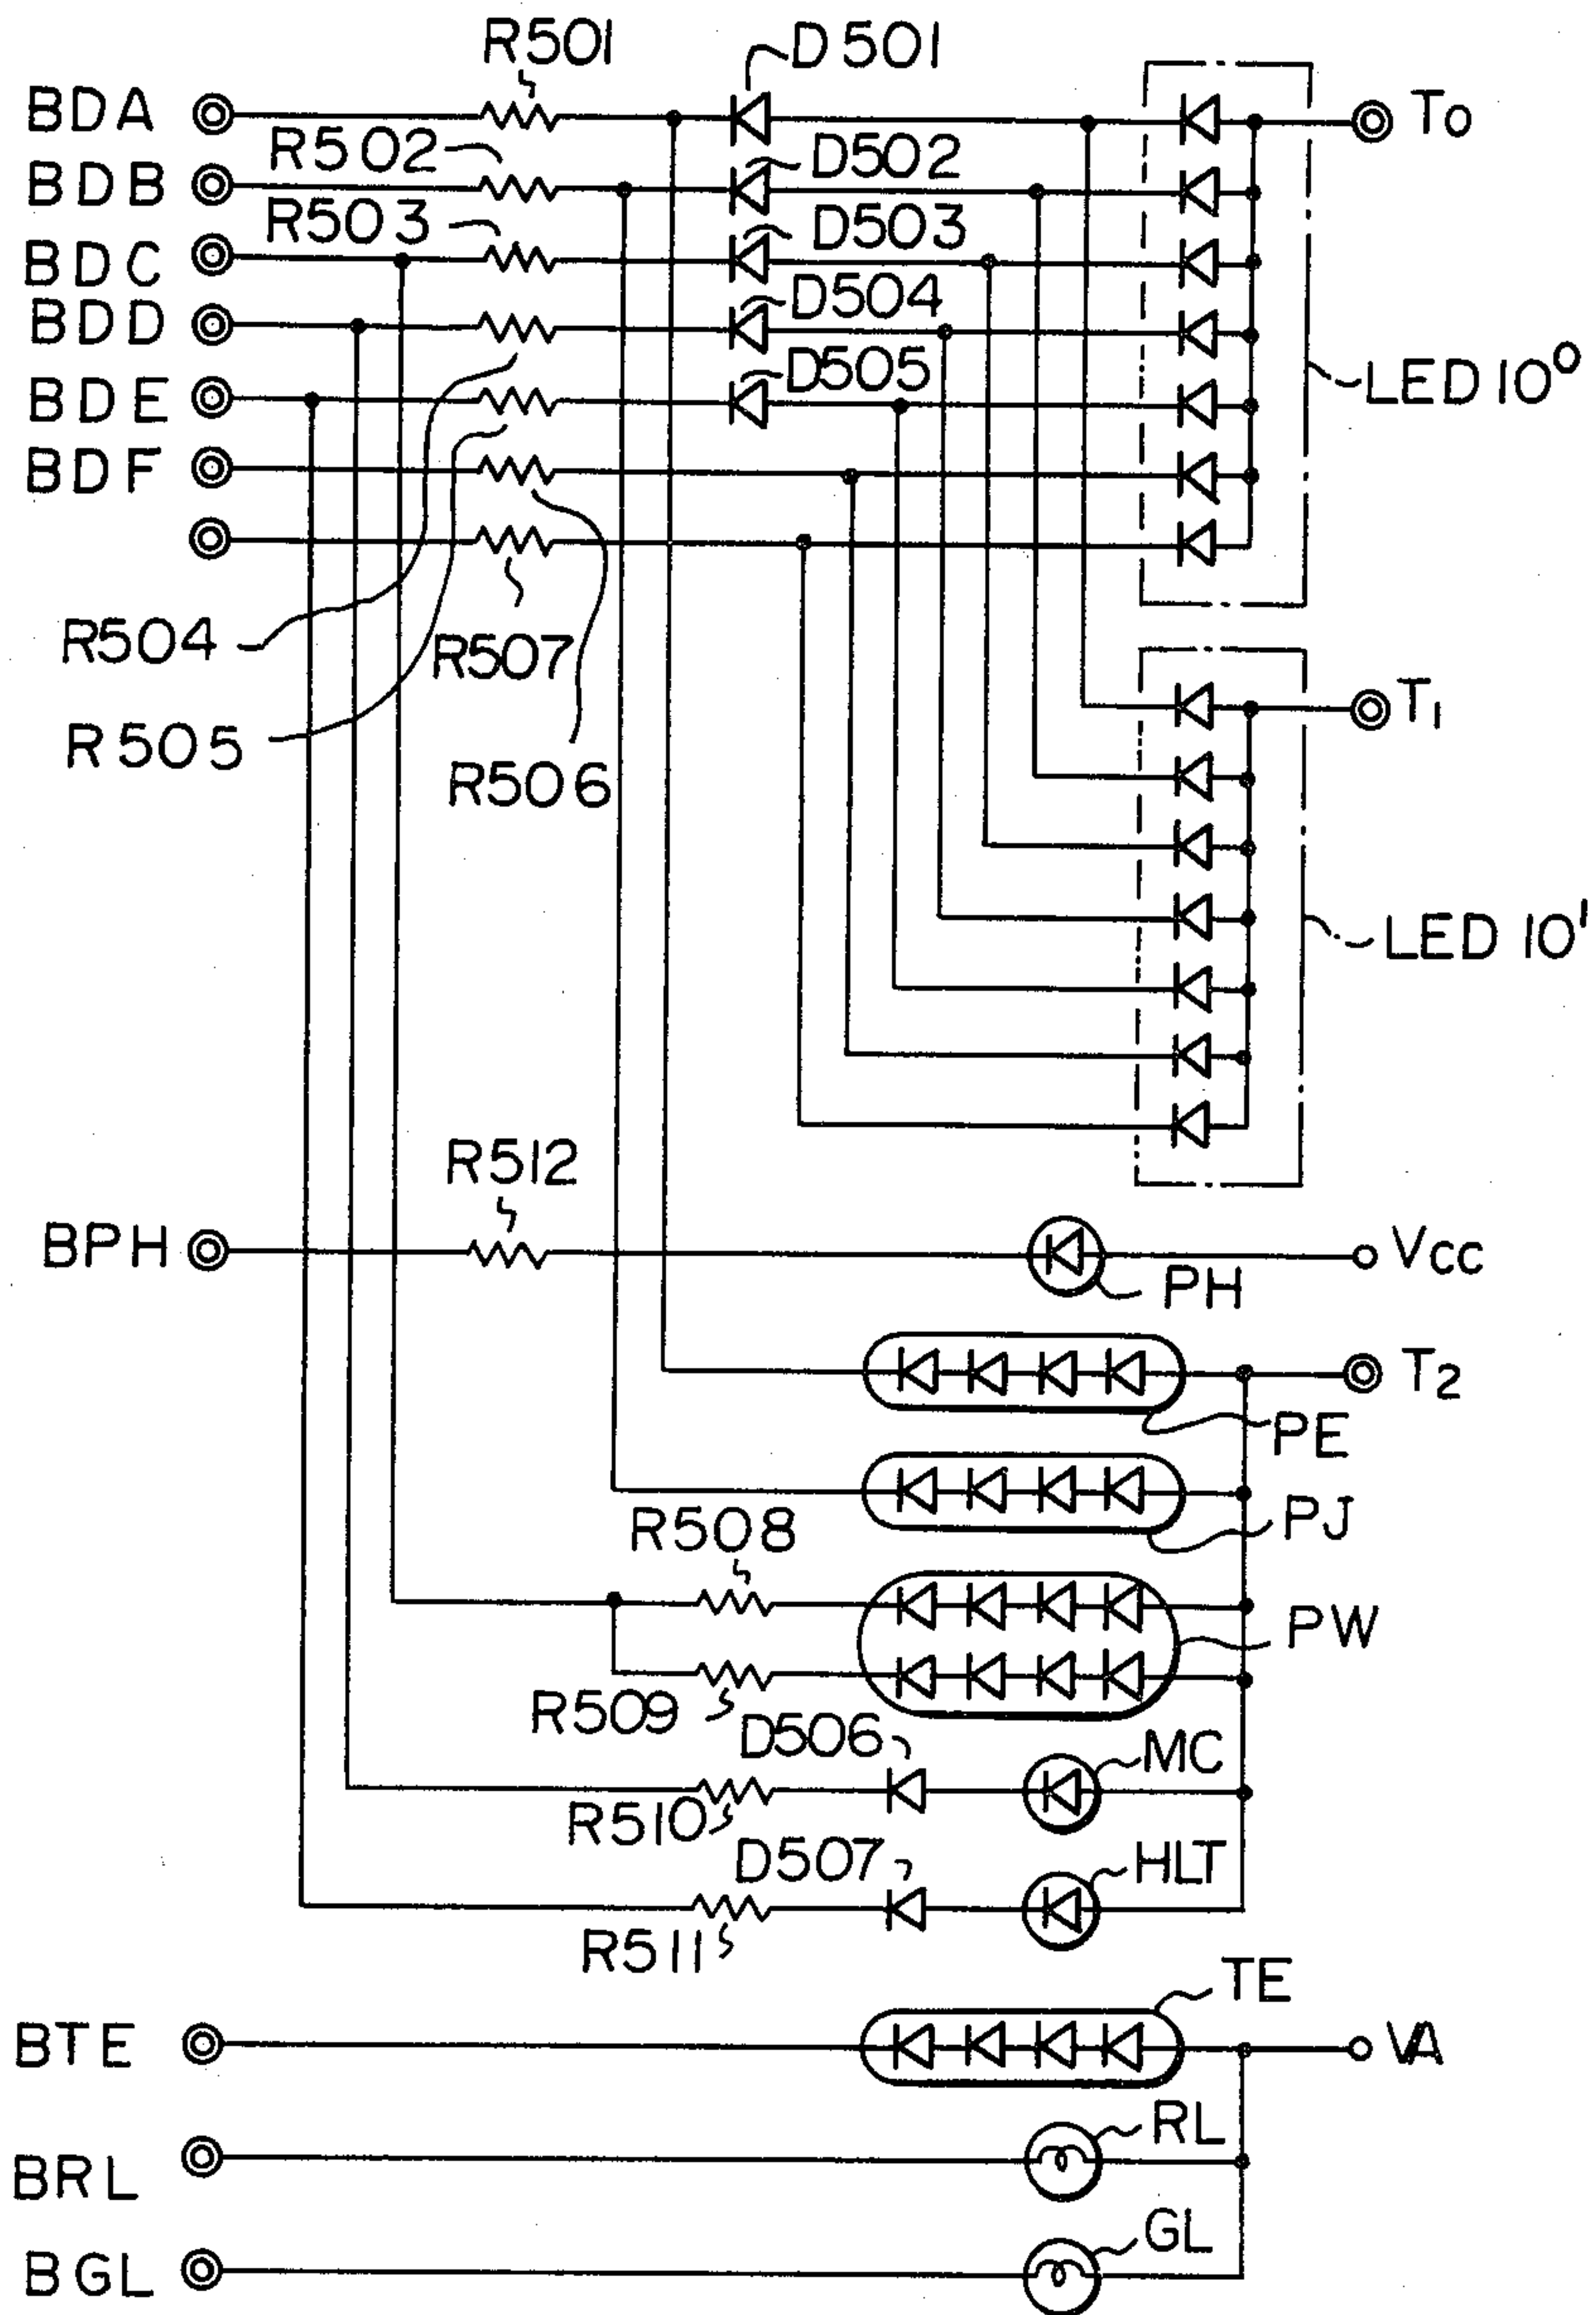 R501
D501
BDA
T0
R502
D502
BDB
R503
D503
BDC
D504
BDD
D505
LED 10⁰
BDE
BDF
R504
R507
T1
R505
R506
LED 10¹
R512
BPH
VCC
PH
T2
PE
R508
PJ
PW
R509
D506
MC
R510
D507
HLT
R511
TE
BTE
VA
RL
BRL
GL
BGL